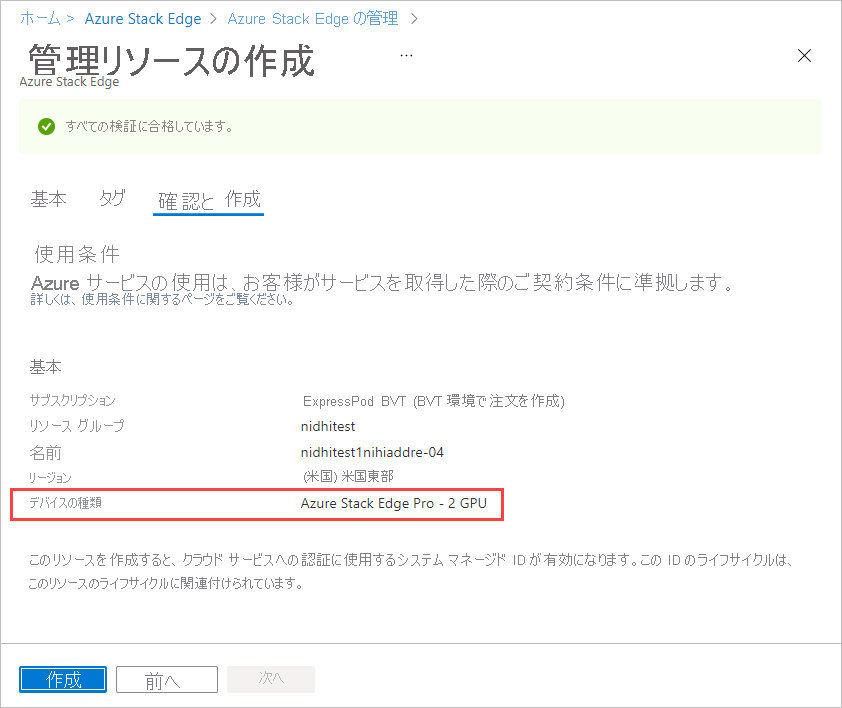 ホーム > Azure Stack Edge > Azure Stack Edge の管理 >
管理リソースの作成 ...
Azure Stack Edge
すべての検証に合格しています。
基本 タグ 確認と 作成
使用条件
Azure サービスの使用は、お客様がサービスを取得した際のご契約条件に準拠します。
詳しくは、使用条件に関するページをご覧ください。
基本
サブスクリプション ExpressPod BVT (BVT 環境で注文を作成)
リソース グループ nidhitest
名前 nidhitest1nihiaddre-04
リージョン (米国) 米国東部
デバイスの種類 Azure Stack Edge Pro - 2 GPU
このリソースを作成すると、クラウド サービスへの認証に使用するシステム マネージド ID が有効になります。この ID のライフサイクルは、
このリソースのライフサイクルに関連付けられています。
作成 前へ 次へ